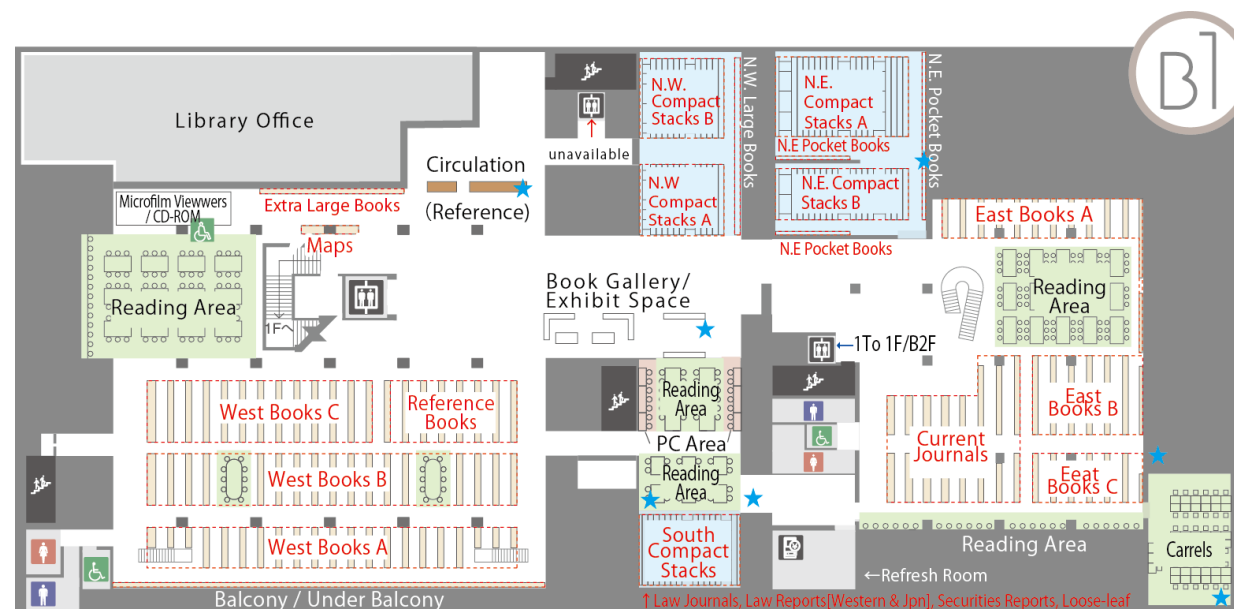 B1
Library Office
N.W.
Compact
Stacks B
N.W. Large Books
N.E.
Compact
Stacks A
N.E. Pocket Books
unavailable
N.E Pocket Books
Circulation
(Reference)
N.W
Compact
Stacks A
N.E. Compact
Stacks B
Microfilm Viewwers
/ CD-ROM
Extra Large Books
Maps
East Books A
N.E Pocket Books
Reading Area
1F
Book Gallery/
Exhibit Space
Reading
Area
1To 1F/B2F
West Books C
Reference
Books
Reading
Area
PC Area
East
Books B
Current
Journals
West Books B
Reading
Area
Eeat
Books C
West Books A
South
Compact
Stacks
Reading Area
Carrels
←Refresh Room
Balcony / Under Balcony
↑Law Journals, Law Reports[Western & Jpn], Securities Reports, Loose-leaf